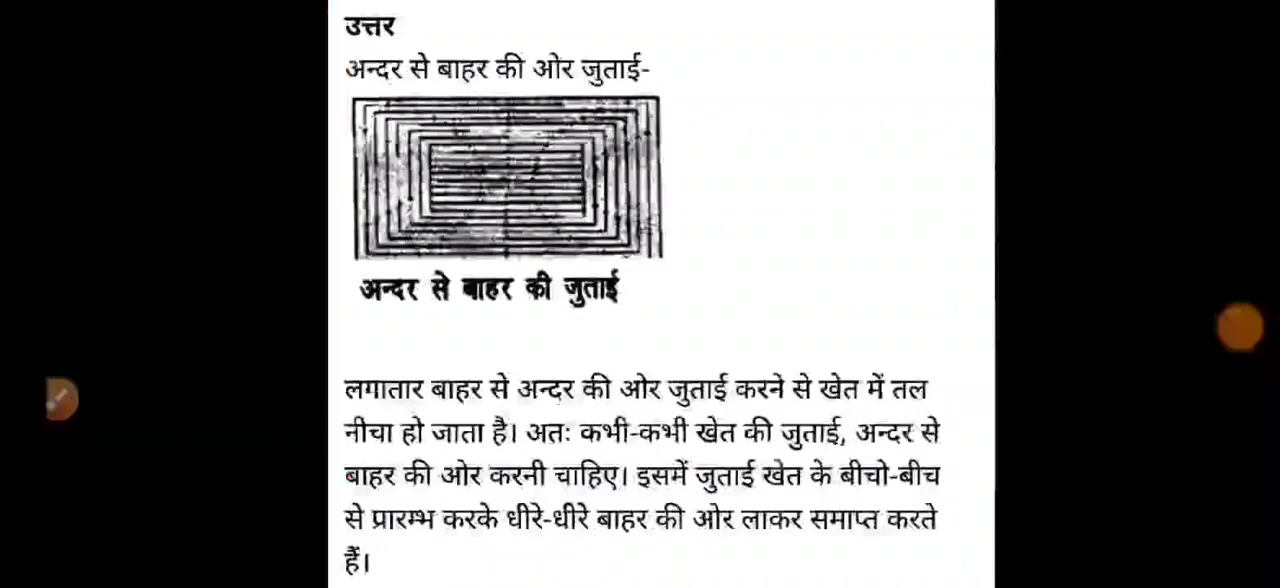 उत्तर
अन्दर से बाहर की ओर जुताई-
अन्दर से बाहर की जुताई
लगातार बाहर से अन्दर की ओर जुताई करने से खेत में तल
नीचा हो जाता है। अतः कभी-कभी खेत की जुताई, अन्दर से
बाहर की ओर करनी चाहिए। इसमें जुताई खेत के बीचो-बीच
से प्रारम्भ करके धीरे-धीरे बाहर की ओर लाकर समाप्त करते
हैं।